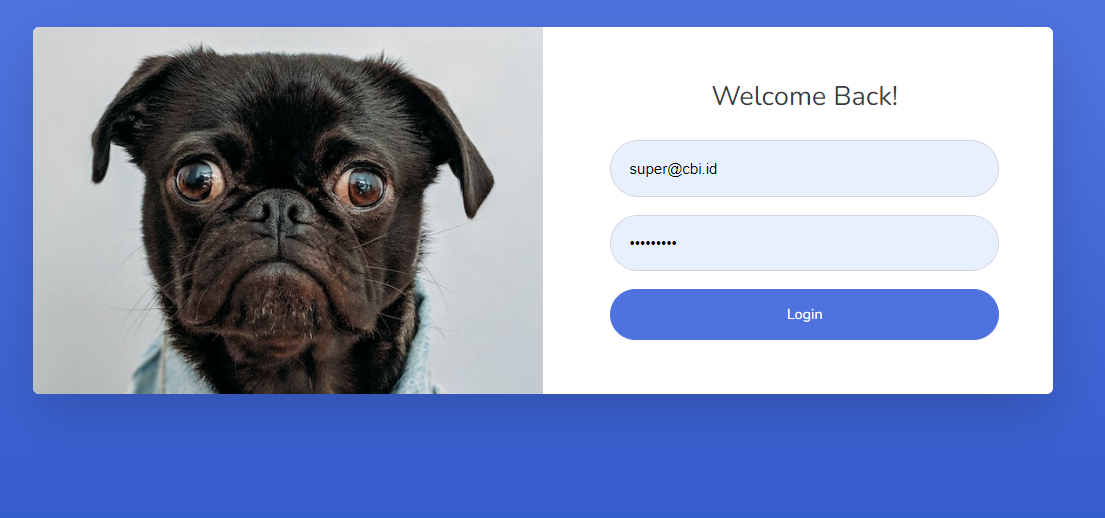 Welcome Back!
super@cbi.id
•••••••••
Login